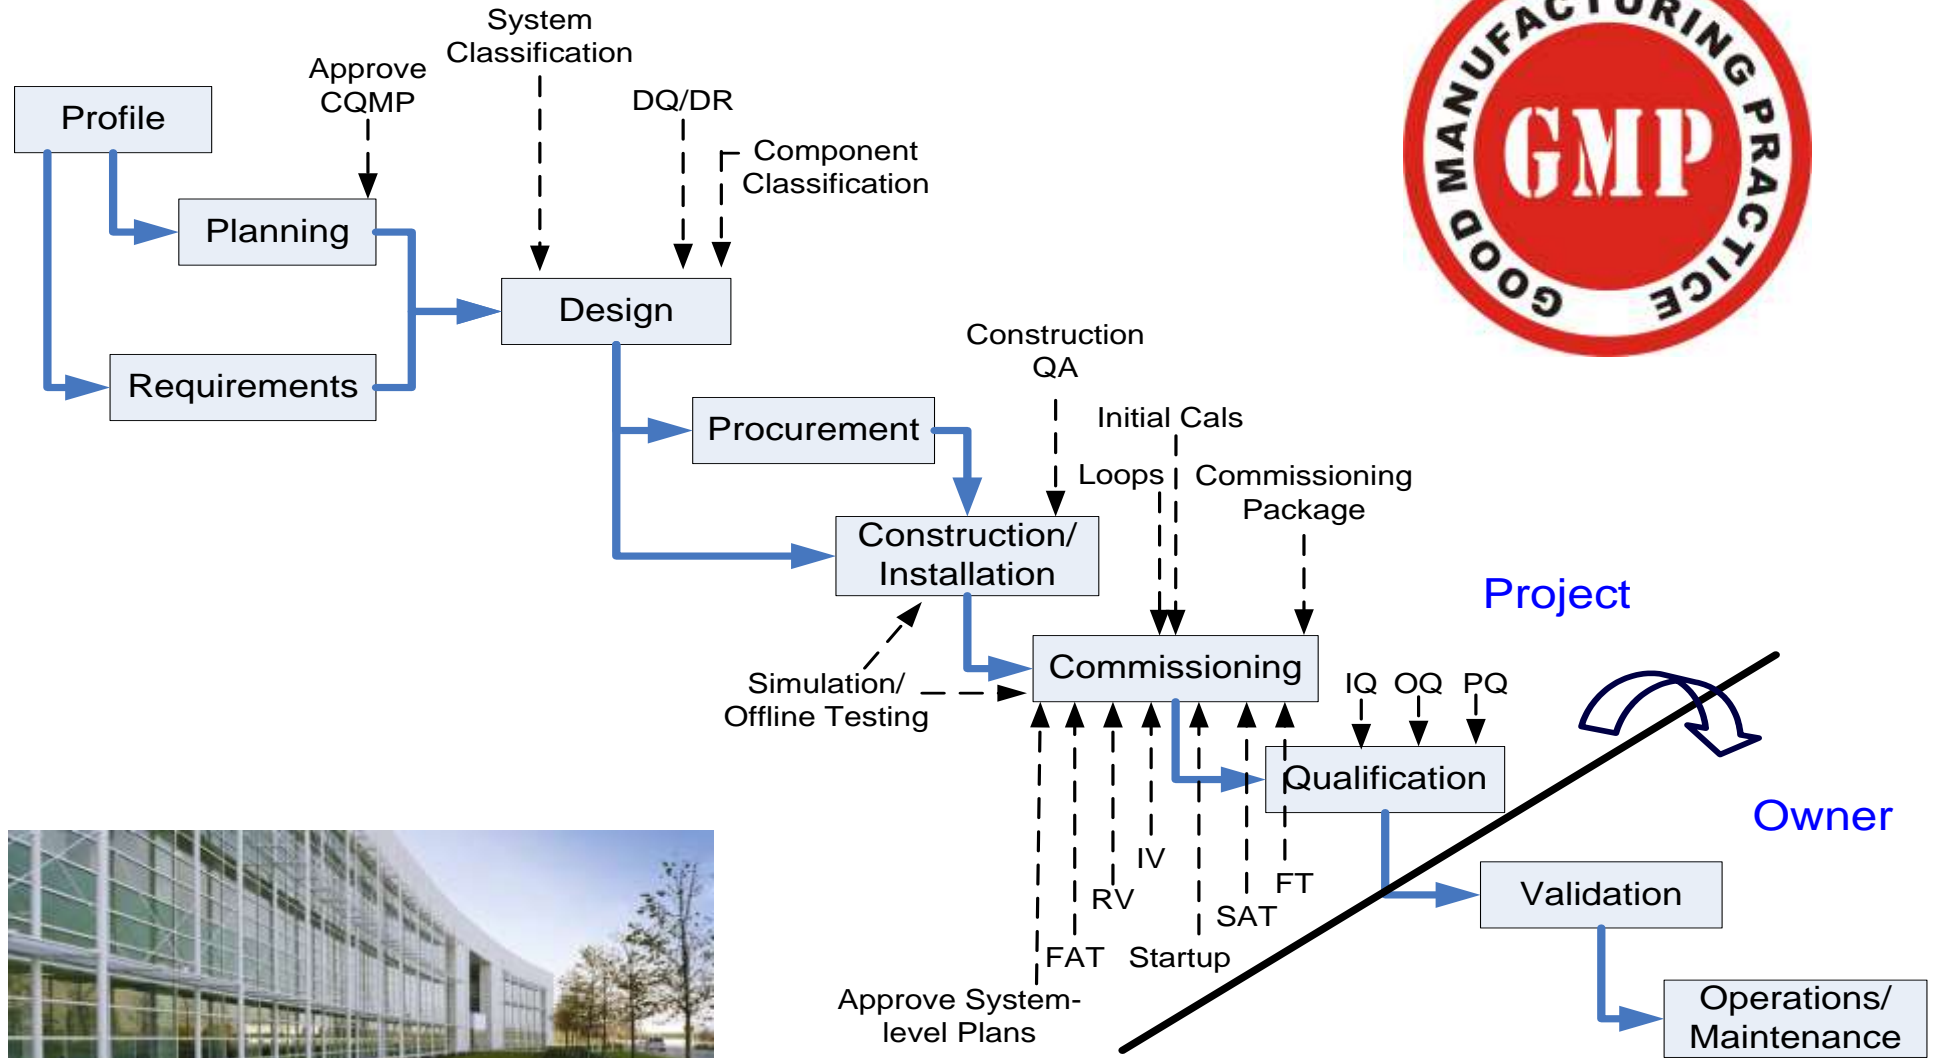 System
Classification
Approve
CQMP
DQ/DR
Profile
Component
Classification
Planning
Design
Requirements
Construction
QA
Procurement
Initial Cals
Loops
Commissioning
Package
Construction/
Installation
Simulation/
Offline Testing
Commissioning
IQ OQ PQ
Qualification
IV
RV
FT
SAT
FAT
Startup
Approve System-
level Plans
Project
Owner
Validation
Operations/
Maintenance
GOOD MANUFACTURING PRACTICE
GMP